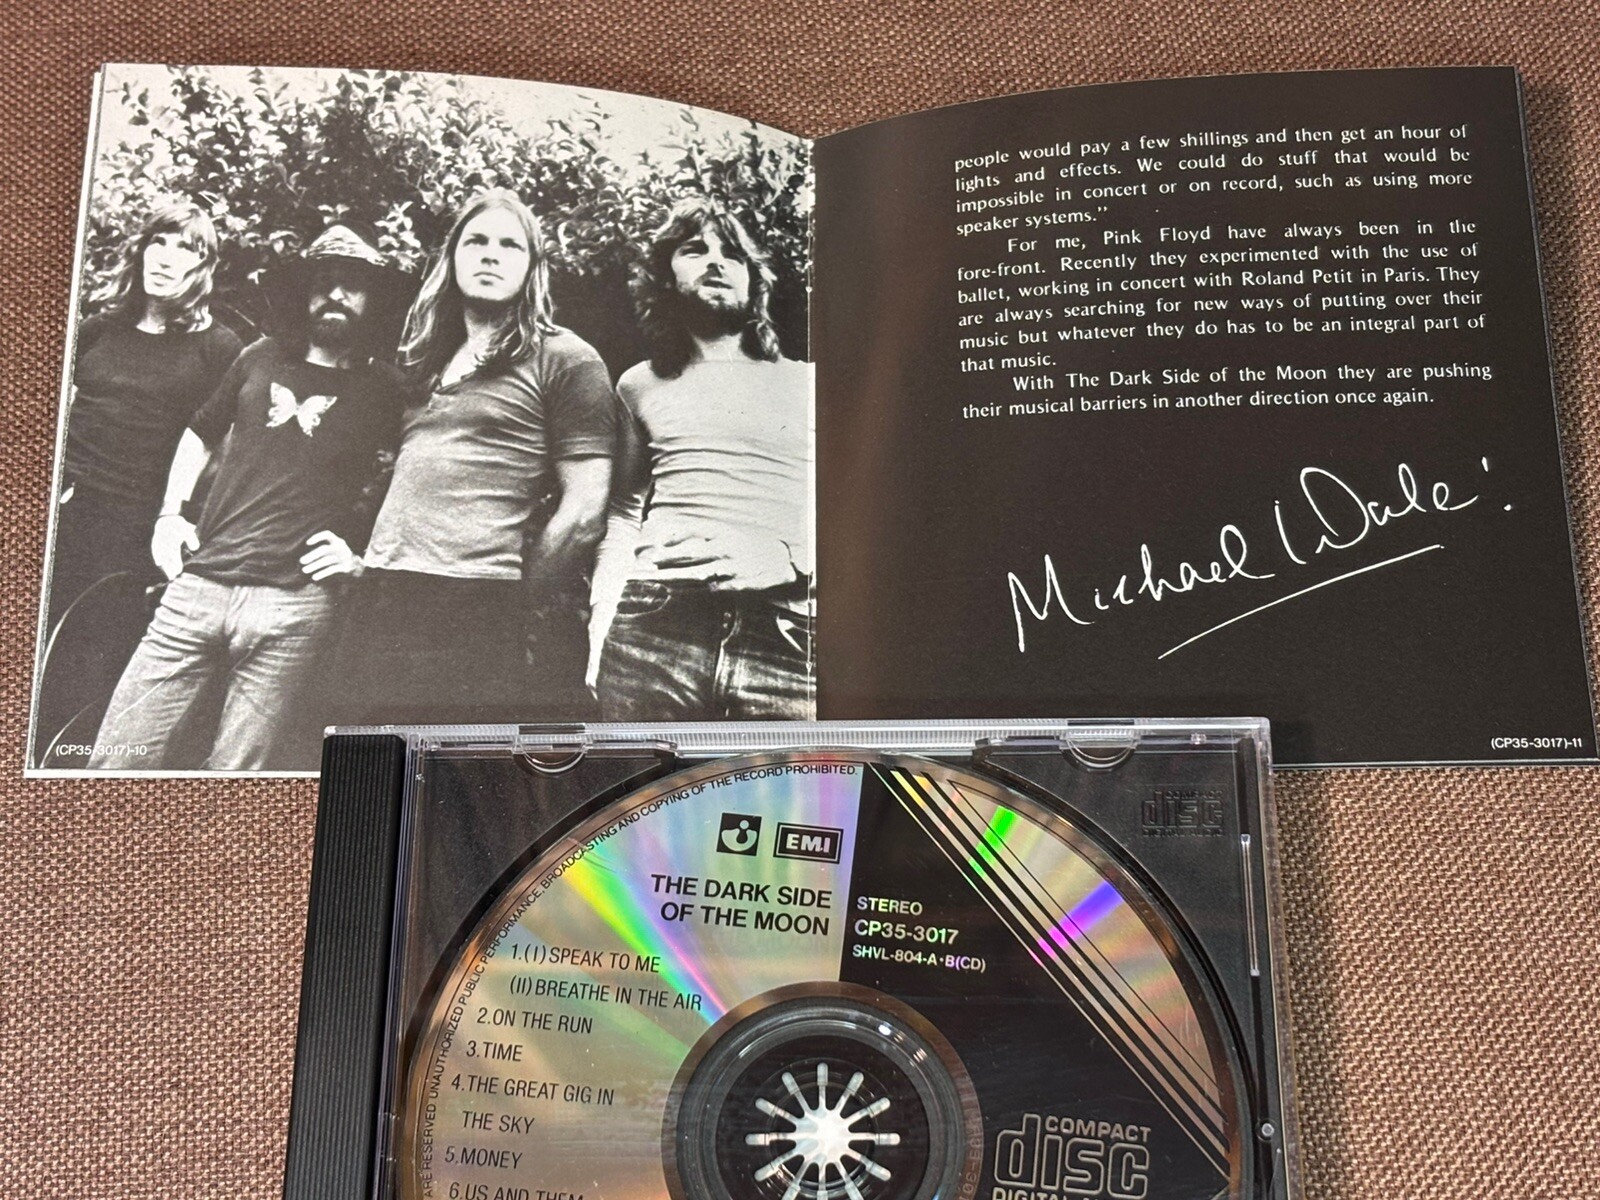 people would pay a few shillings and then get an hour of
lights and effects. We could do stuff that would be
impossible in concert or on record, such as using more
speaker systems."
For me, Pink Floyd have always been in the
fore-front. Recently they experimented with the use of
ballet, working in concert with Roland Petit in Paris. They
are always searching for new ways of putting over their
music but whatever they do has to be an integral part of
that music.
With The Dark Side of the Moon they are pushing
their musical barriers in another direction once again.
Michael Wale
(CP35-3017)-10
(CP35-3017)-11
ARE RESERVED UNAUTHORIZED PUBLIC PERFORMANCE, BROADCASTING AND COPYING OF THE RECORD PROHIBITED.
EMI
THE DARK SIDE
OF THE MOON
STEREO
CP35-3017
SHVL-804-A·B(CD)
1.(I)SPEAK TO ME
(II)BREATHE IN THE AIR
2.ON THE RUN
3.TIME
4.THE GREAT GIG IN
THE SKY
5.MONEY
6.US AND THEM
COMPACT
disc
DIGITAL
COMPACT
disc